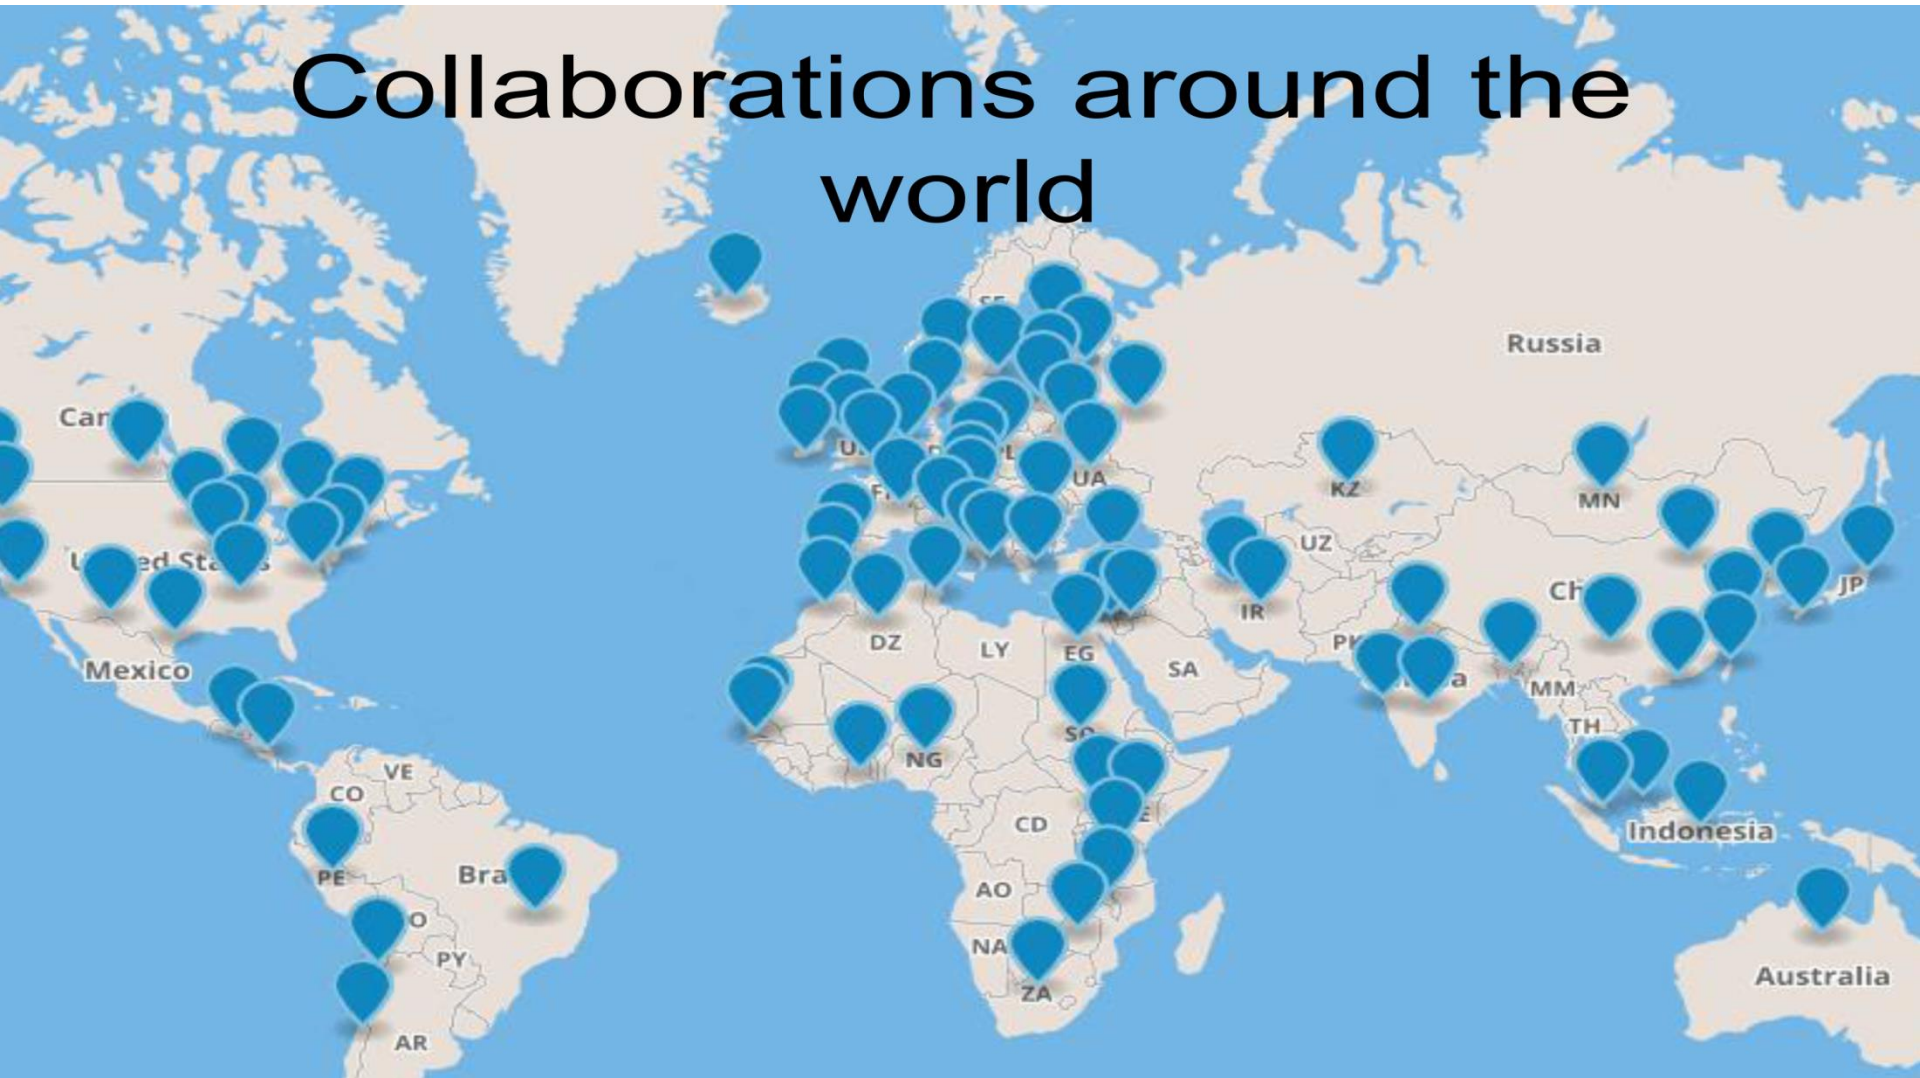 Collaborations around the
world
Russia
KZ
UA
MN
UZ
JP
IR
DZ
LY
EG
SA
Mexico
MM
TH
NG
VE
CO
CD
Indonesia
PE
AO
NA
PY
ZA
Australia
AR